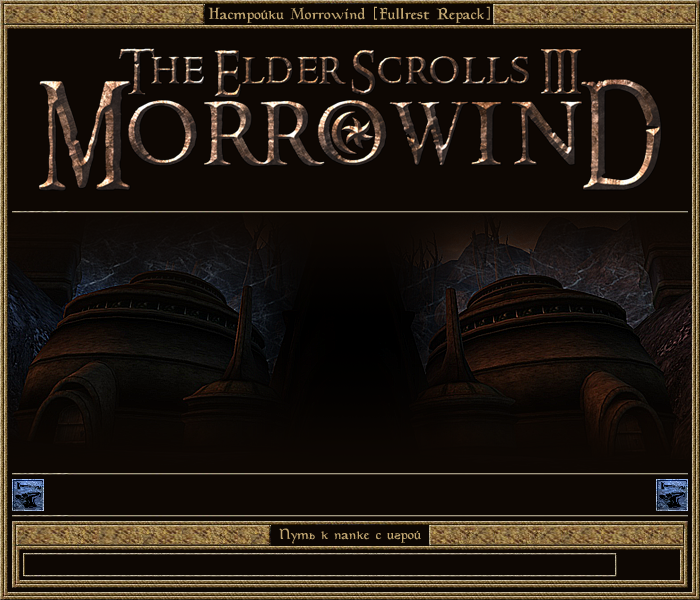 Настройки Morrowind [Fullrest Repack]
THE ELDER SCROLLS III
MORROWIND
Путь к папке с игрой